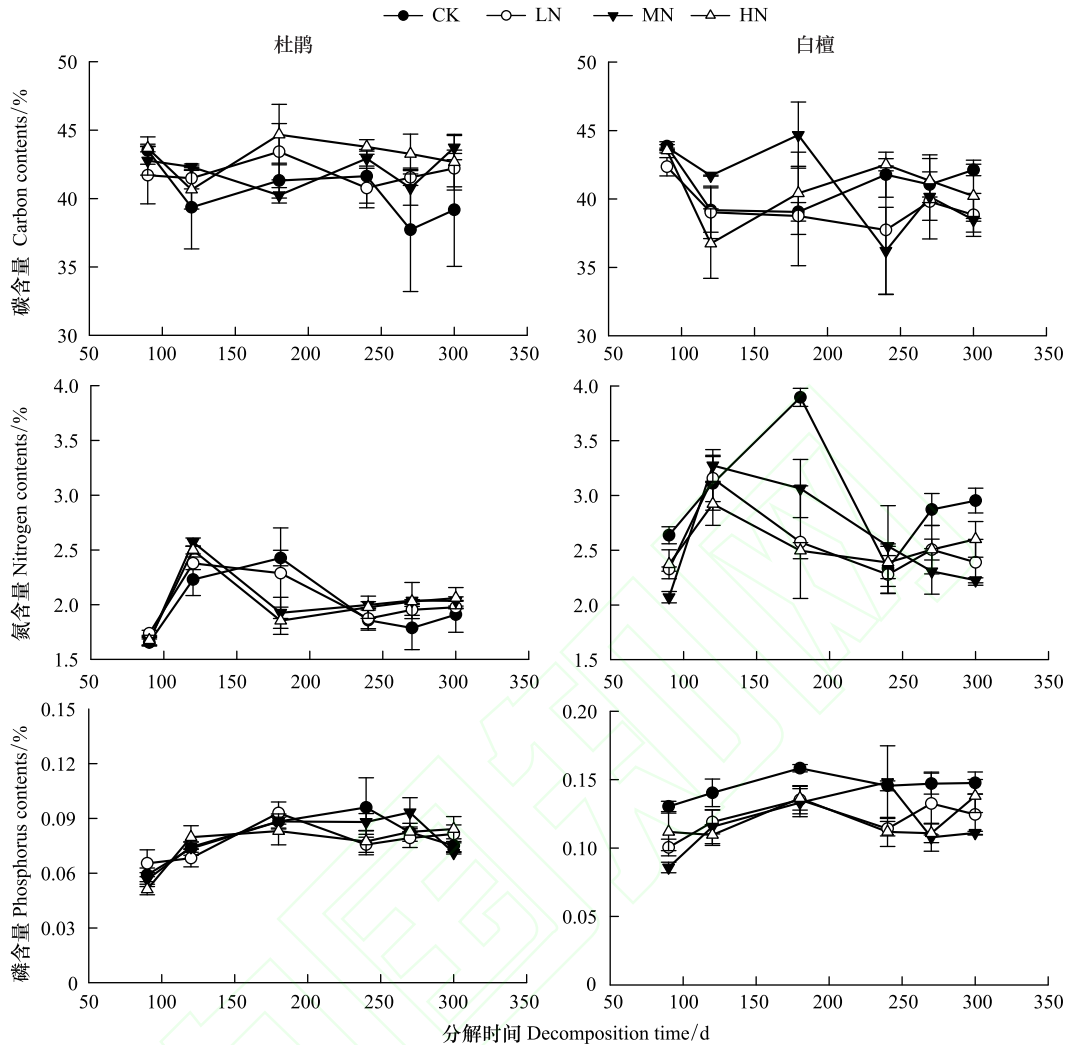 CK LN MN HN
杜鹃 白檀
碳含量 Carbon contents/%
50
45
40
35
30
50 100 150 200 250 300 350
50
45
40
35
30
50 100 150 200 250 300 350
氮含量 Nitrogen contents/%
4.0
3.5
3.0
2.5
2.0
1.5
50 100 150 200 250 300 350
4.0
3.5
3.0
2.5
2.0
1.5
50 100 150 200 250 300 350
磷含量 Phosphorus contents/%
0.15
0.12
0.09
0.06
0.03
0
50 100 150 200 250 300 350
0.20
0.15
0.10
0.05
0
50 100 150 200 250 300 350
分解时间 Decomposition time/d